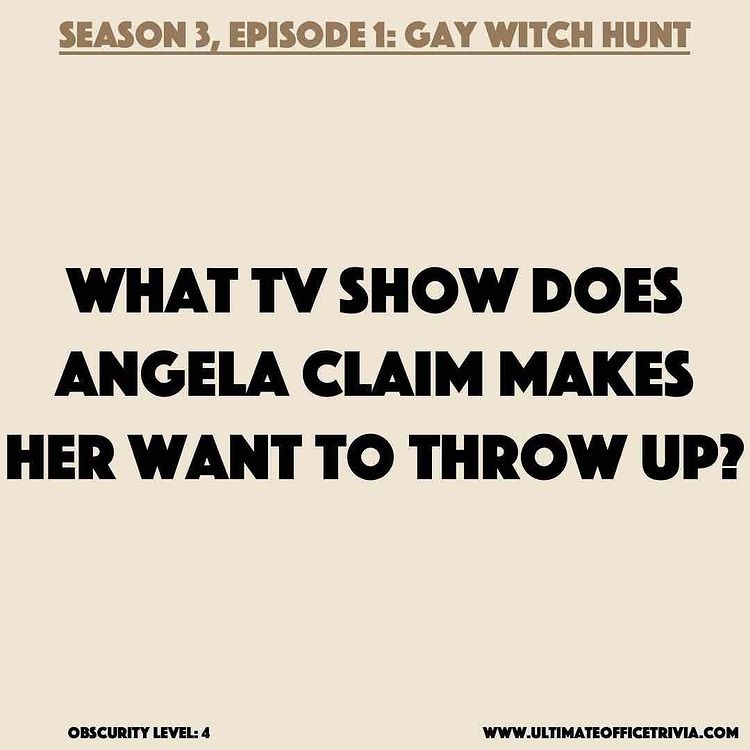 SEASON 3, EPISODE 1: GAY WITCH HUNT
WHAT TV SHOW DOES
ANGELA CLAIM MAKES
HER WANT TO THROW UP?
OBSCURITY LEVEL: 4
WWW.ULTIMATEOFFICETRIVIA.COM